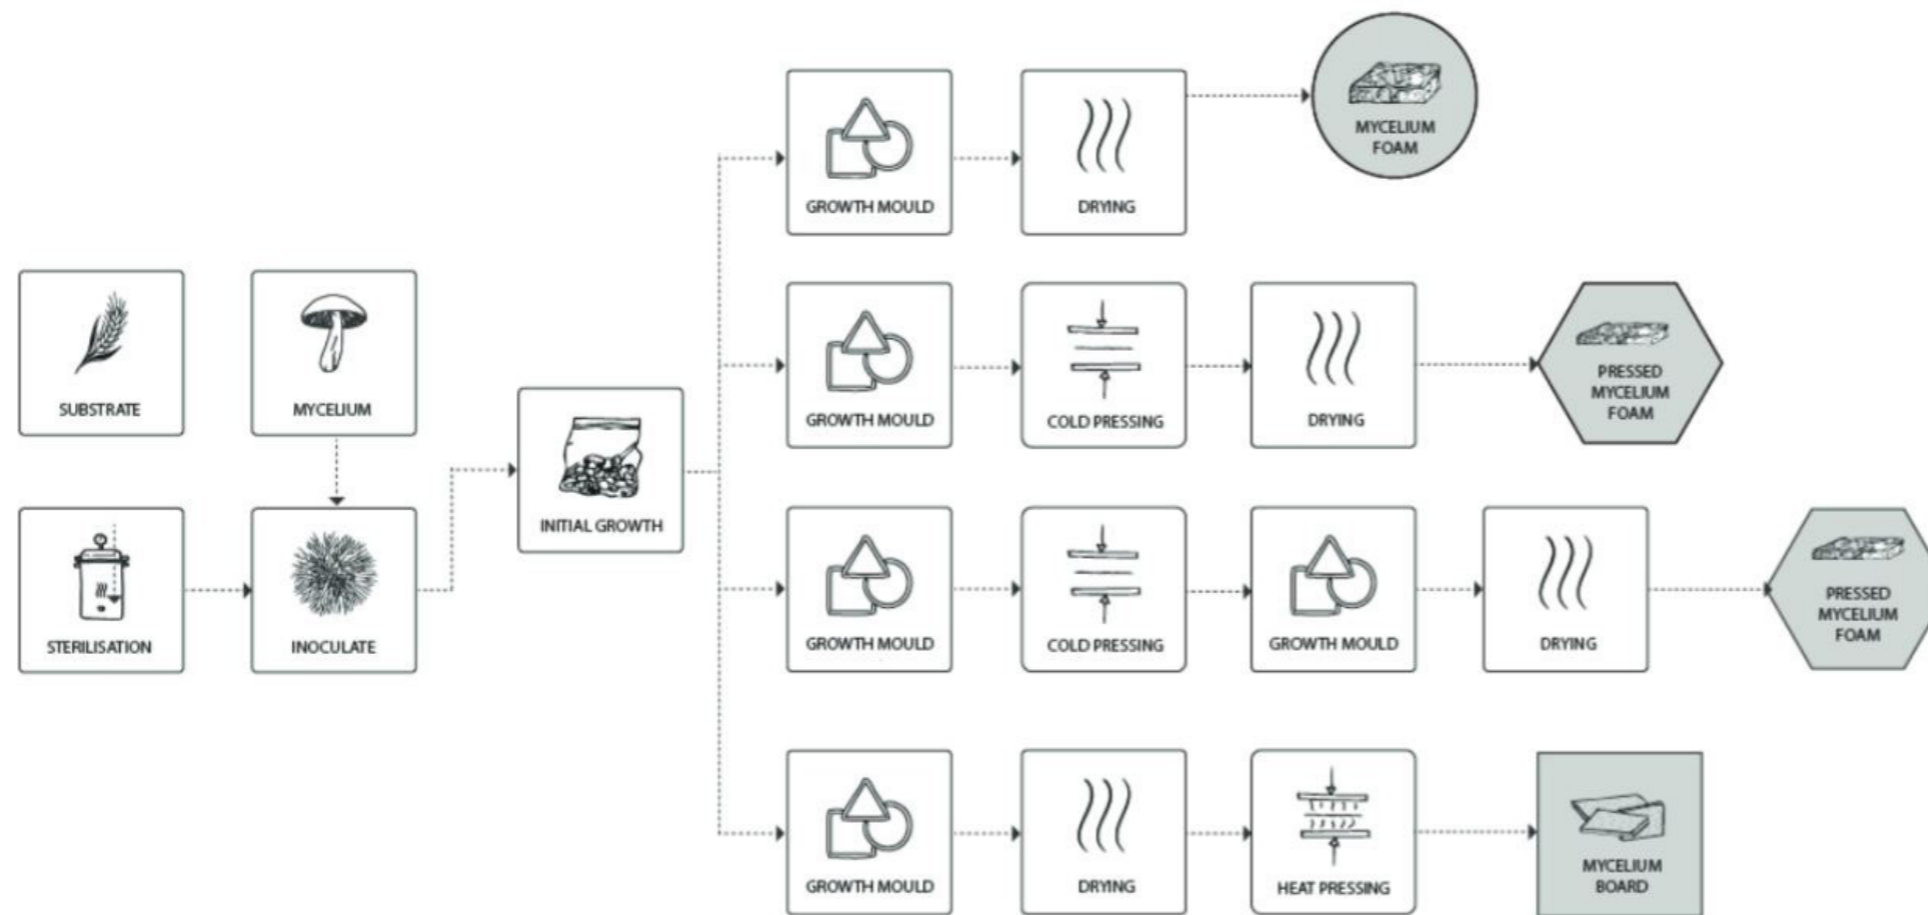 SUBSTRATE
MYCELIUM
STERILISATION
INOCULATE
INITIAL GROWTH
GROWTH MOULD
DRYING
MYCELIUM
FOAM
GROWTH MOULD
COLD PRESSING
DRYING
PRESSED
MYCELIUM
FOAM
GROWTH MOULD
COLD PRESSING
GROWTH MOULD
DRYING
PRESSED
MYCELIUM
FOAM
GROWTH MOULD
DRYING
HEAT PRESSING
MYCELIUM
BOARD